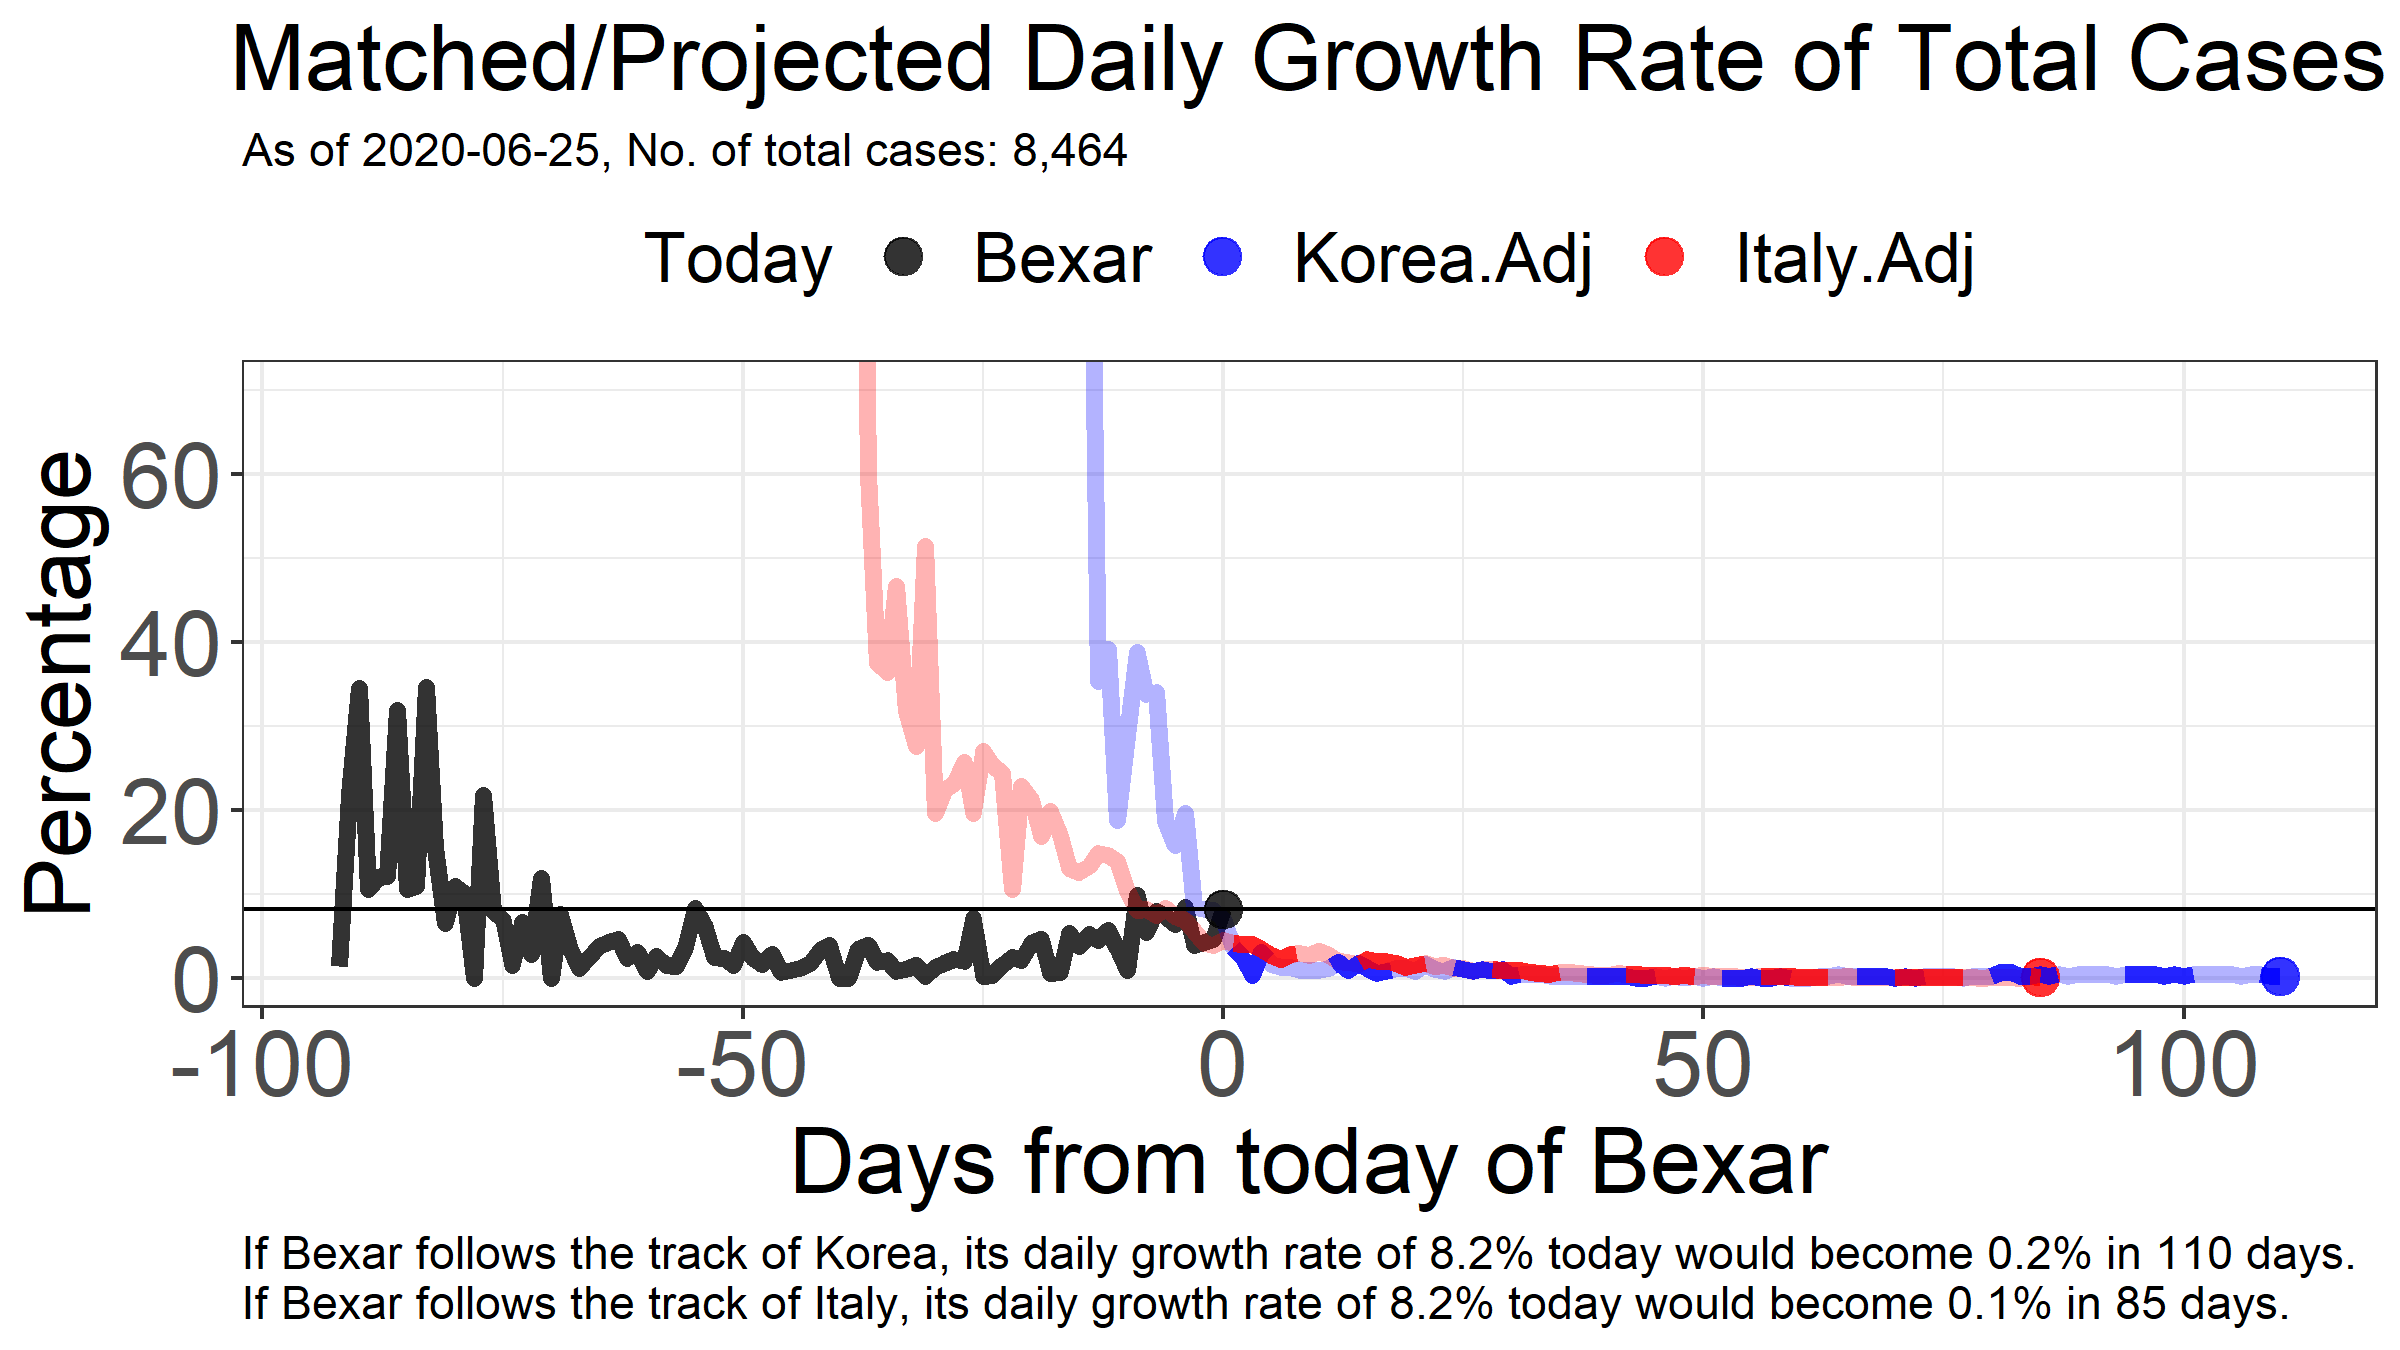 Matched/Projected Daily Growth Rate of Total Cases
As of 2020-06-25, No. of total cases: 8,464
Today Bexar Korea.Adj Italy.Adj
Percentage
60
40
20
0
-100 -50 0 50 100
Days from today of Bexar
If Bexar follows the track of Korea, its daily growth rate of 8.2% today would become 0.2% in 110 days.
If Bexar follows the track of Italy, its daily growth rate of 8.2% today would become 0.1% in 85 days.